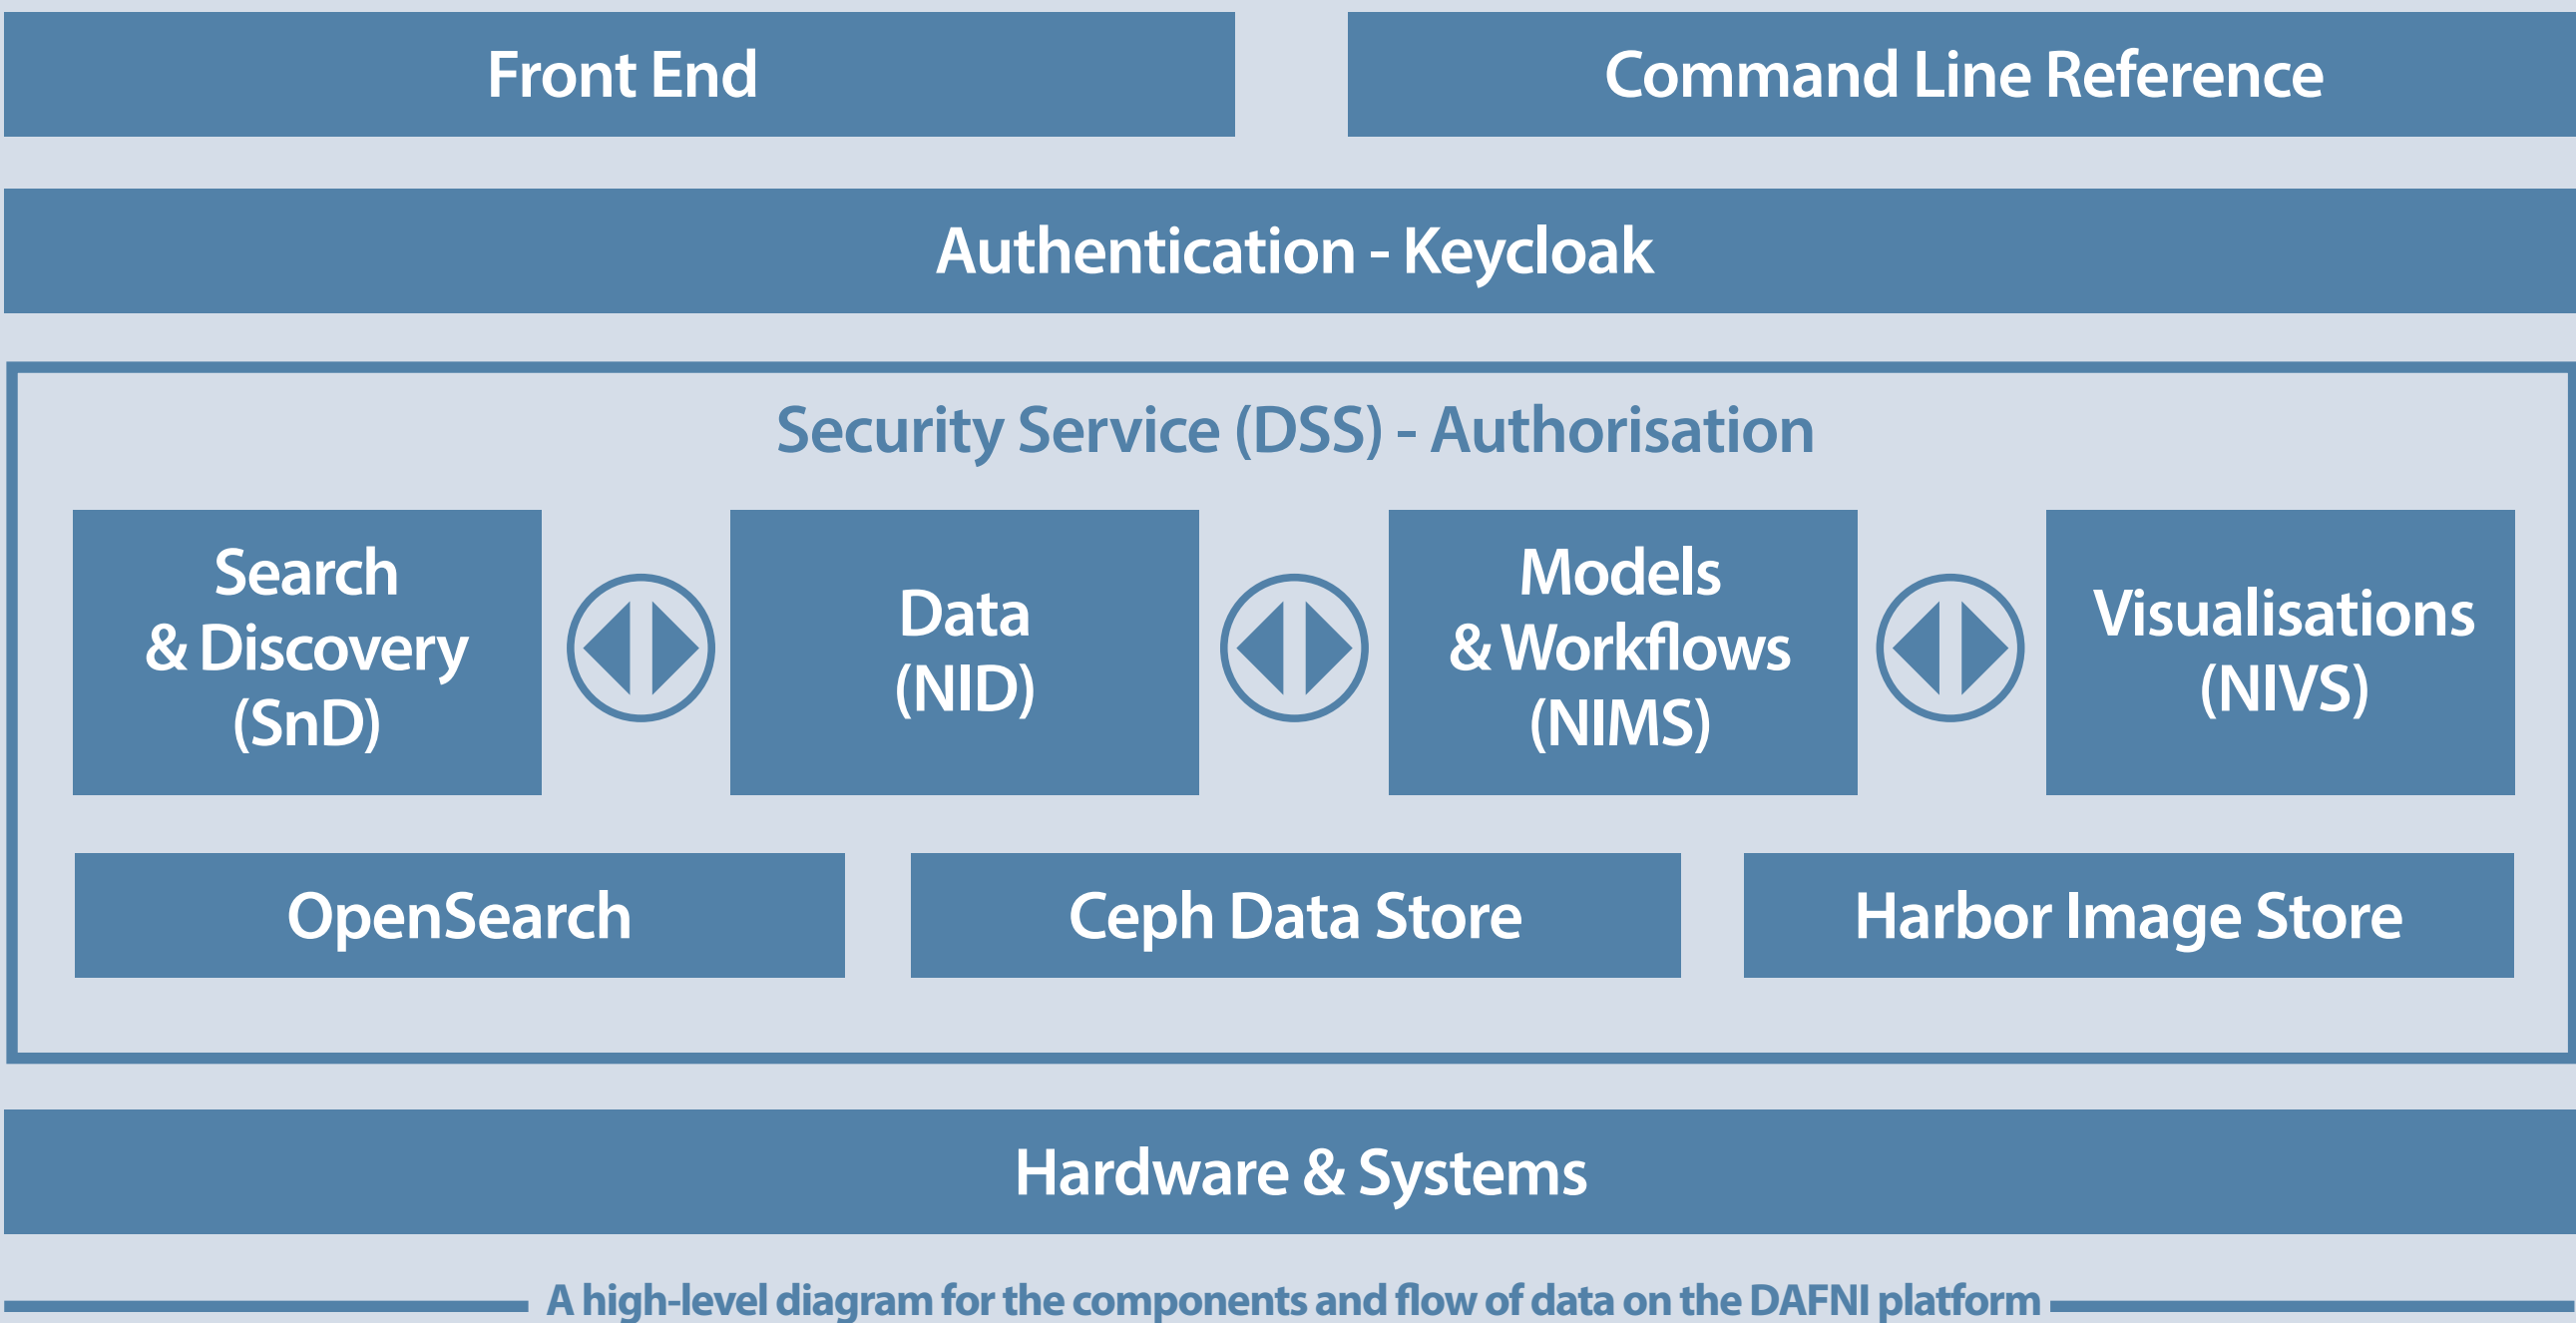 Front End
Command Line Reference
Authentication - Keycloak
Security Service (DSS) - Authorisation
Search
& Discovery
(SnD)
Data
(NID)
Models
& Workflows
(NIMS)
Visualisations
(NIVS)
OpenSearch
Ceph Data Store
Harbor Image Store
Hardware & Systems
A high-level diagram for the components and flow of data on the DAFNI platform